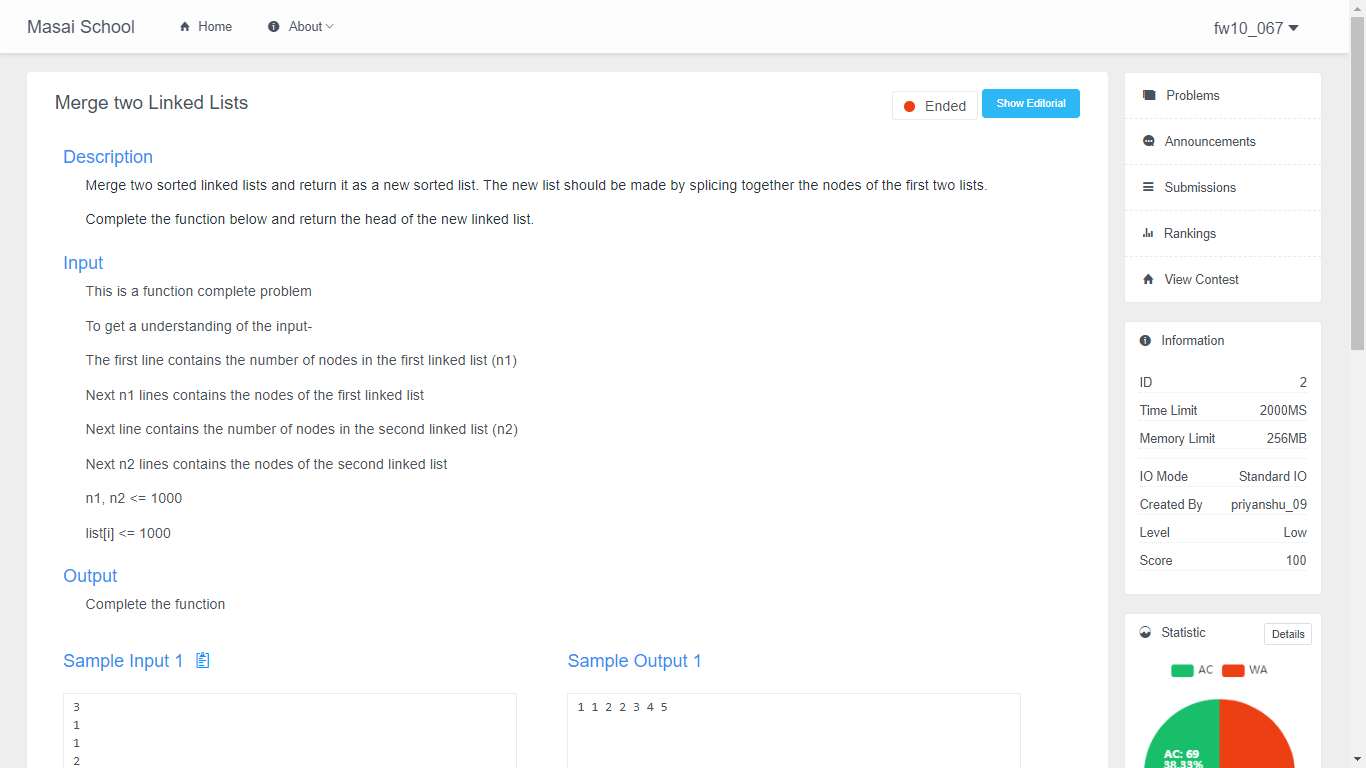 Masai School
Home
About
fw10_067
Merge two Linked Lists
Ended
Show Editorial
Description
Merge two sorted linked lists and return it as a new sorted list. The new list should be made by splicing together the nodes of the first two lists.
Complete the function below and return the head of the new linked list.
Input
This is a function complete problem
To get a understanding of the input-
The first line contains the number of nodes in the first linked list (n1)
Next n1 lines contains the nodes of the first linked list
Next line contains the number of nodes in the second linked list (n2)
Next n2 lines contains the nodes of the second linked list
n1, n2 <= 1000
list[i] <= 1000
Output
Complete the function
Sample Input 1
3
1
1
2
Sample Output 1
1 1 2 2 3 4 5
Problems
Announcements
Submissions
Rankings
View Contest
Information
ID 2
Time Limit 2000MS
Memory Limit 256MB
IO Mode Standard IO
Created By priyanshu_09
Level Low
Score 100
Statistic
Details
AC WA
AC: 69
38.33%